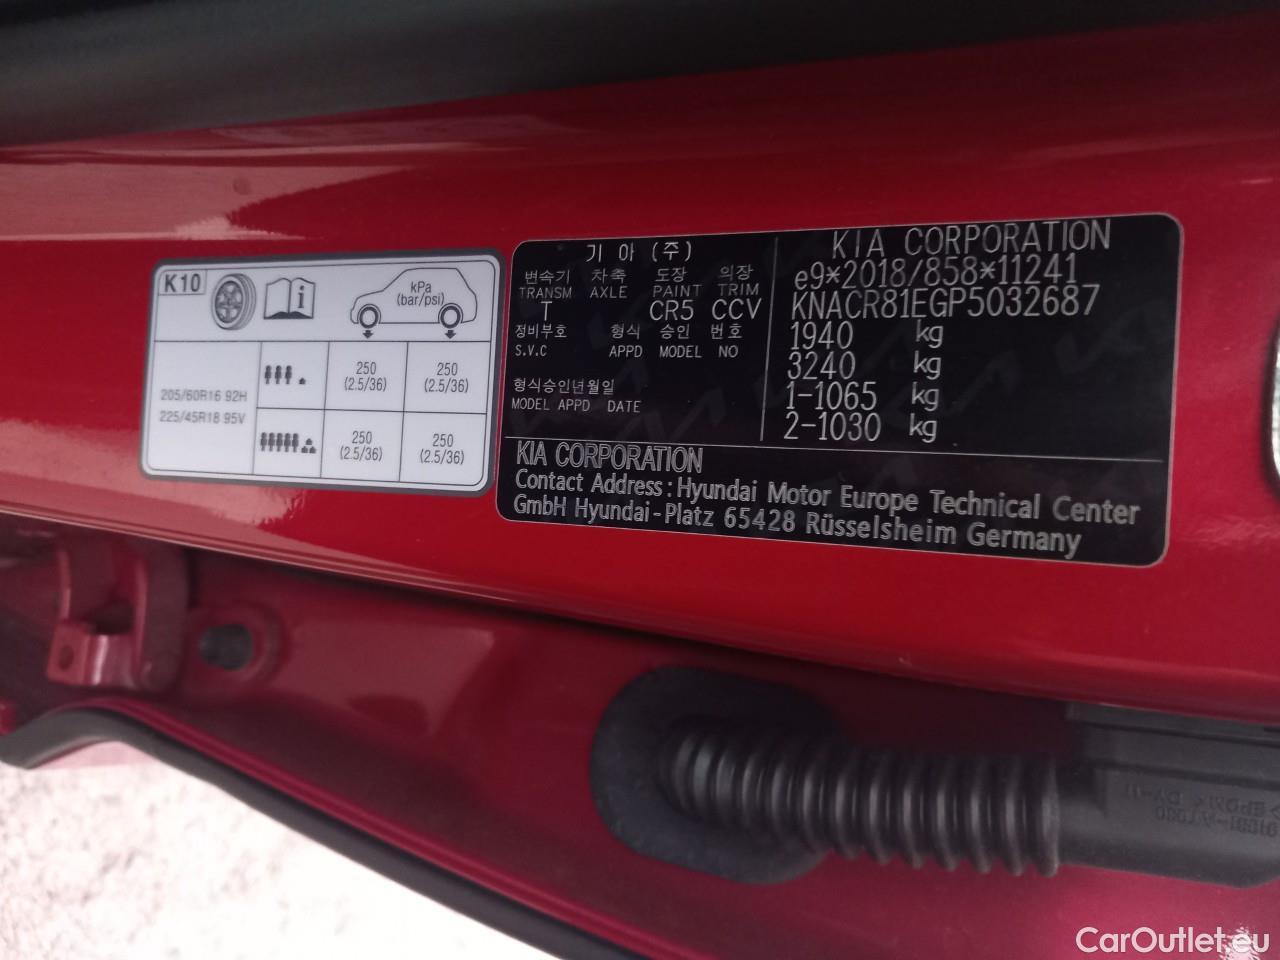 K10
kPa
(bar/psi)
205/60R16 92H
225/45R18 95V
250
(2.5/36)
250
(2.5/36)
250
(2.5/36)
250
(2.5/36)
기아 (주)
변속기 차축 도장 의장
TRANSM AXLE PAINT TRIM
T CR5 CCV
정비부호 형식 승인 번호
S.V.C APPD MODEL NO
형식승인년월일
MODEL APPD DATE
KIA CORPORATION
e9*2018/858*11241
KNACR81EGP5032687
1940 kg
3240 kg
1-1065 kg
2-1030 kg
KIA CORPORATION
Contact Address : Hyundai Motor Europe Technical Center
GmbH Hyundai-Platz 65428 Rüsselsheim Germany
CarOutlet.eu